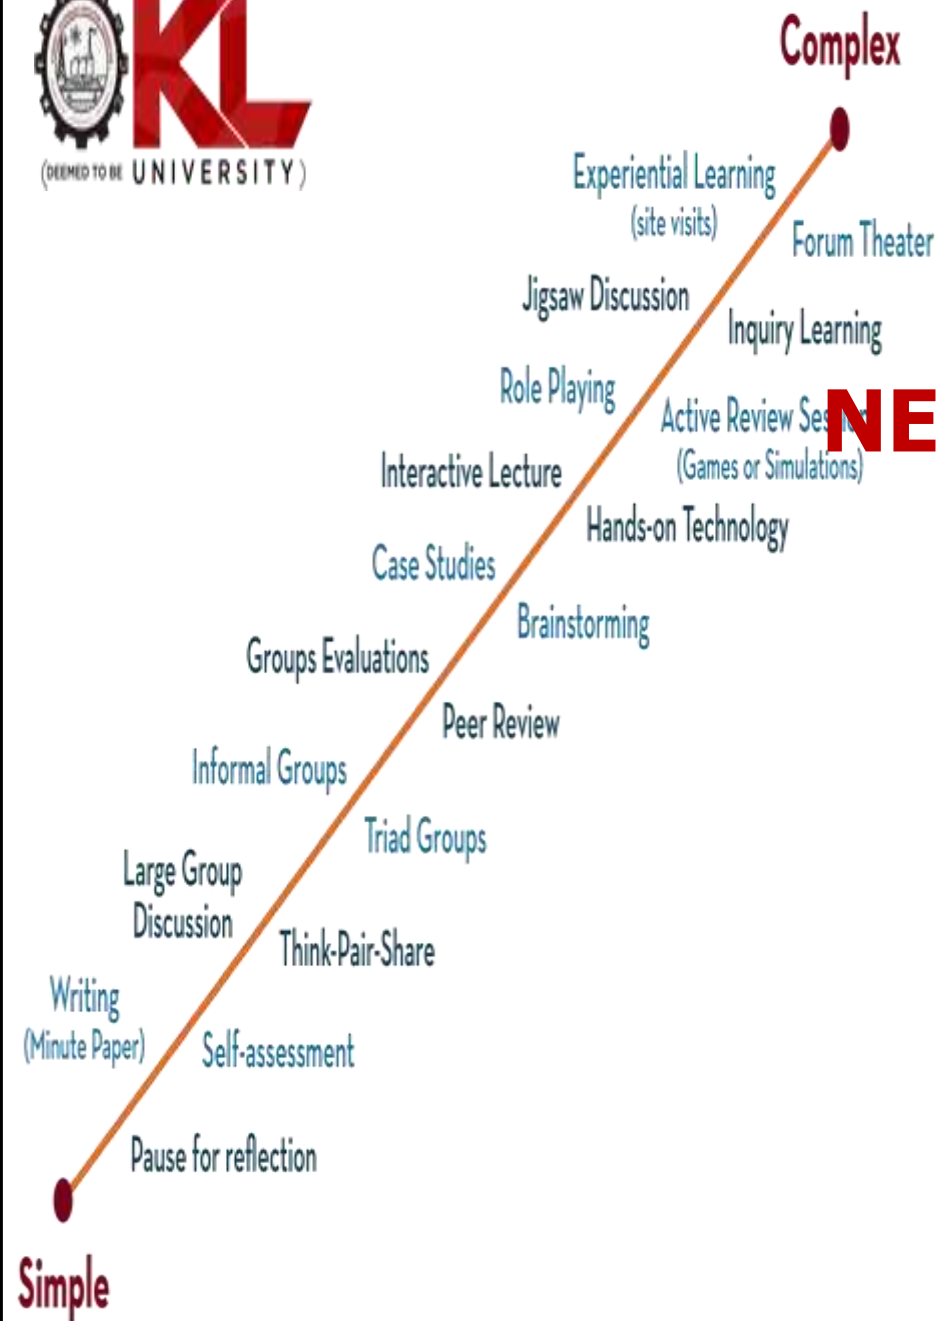 KL
(DEEMED TO BE UNIVERSITY)
Complex
Experiential Learning
(site visits)
Forum Theater
Jigsaw Discussion
Inquiry Learning
Role Playing
Active Review
NE
(Games or Simulations)
Interactive Lecture
Hands-on Technology
Case Studies
Brainstorming
Groups Evaluations
Peer Review
Informal Groups
Triad Groups
Large Group
Discussion
Think-Pair-Share
Writing
(Minute Paper)
Self-assessment
Pause for reflection
Simple